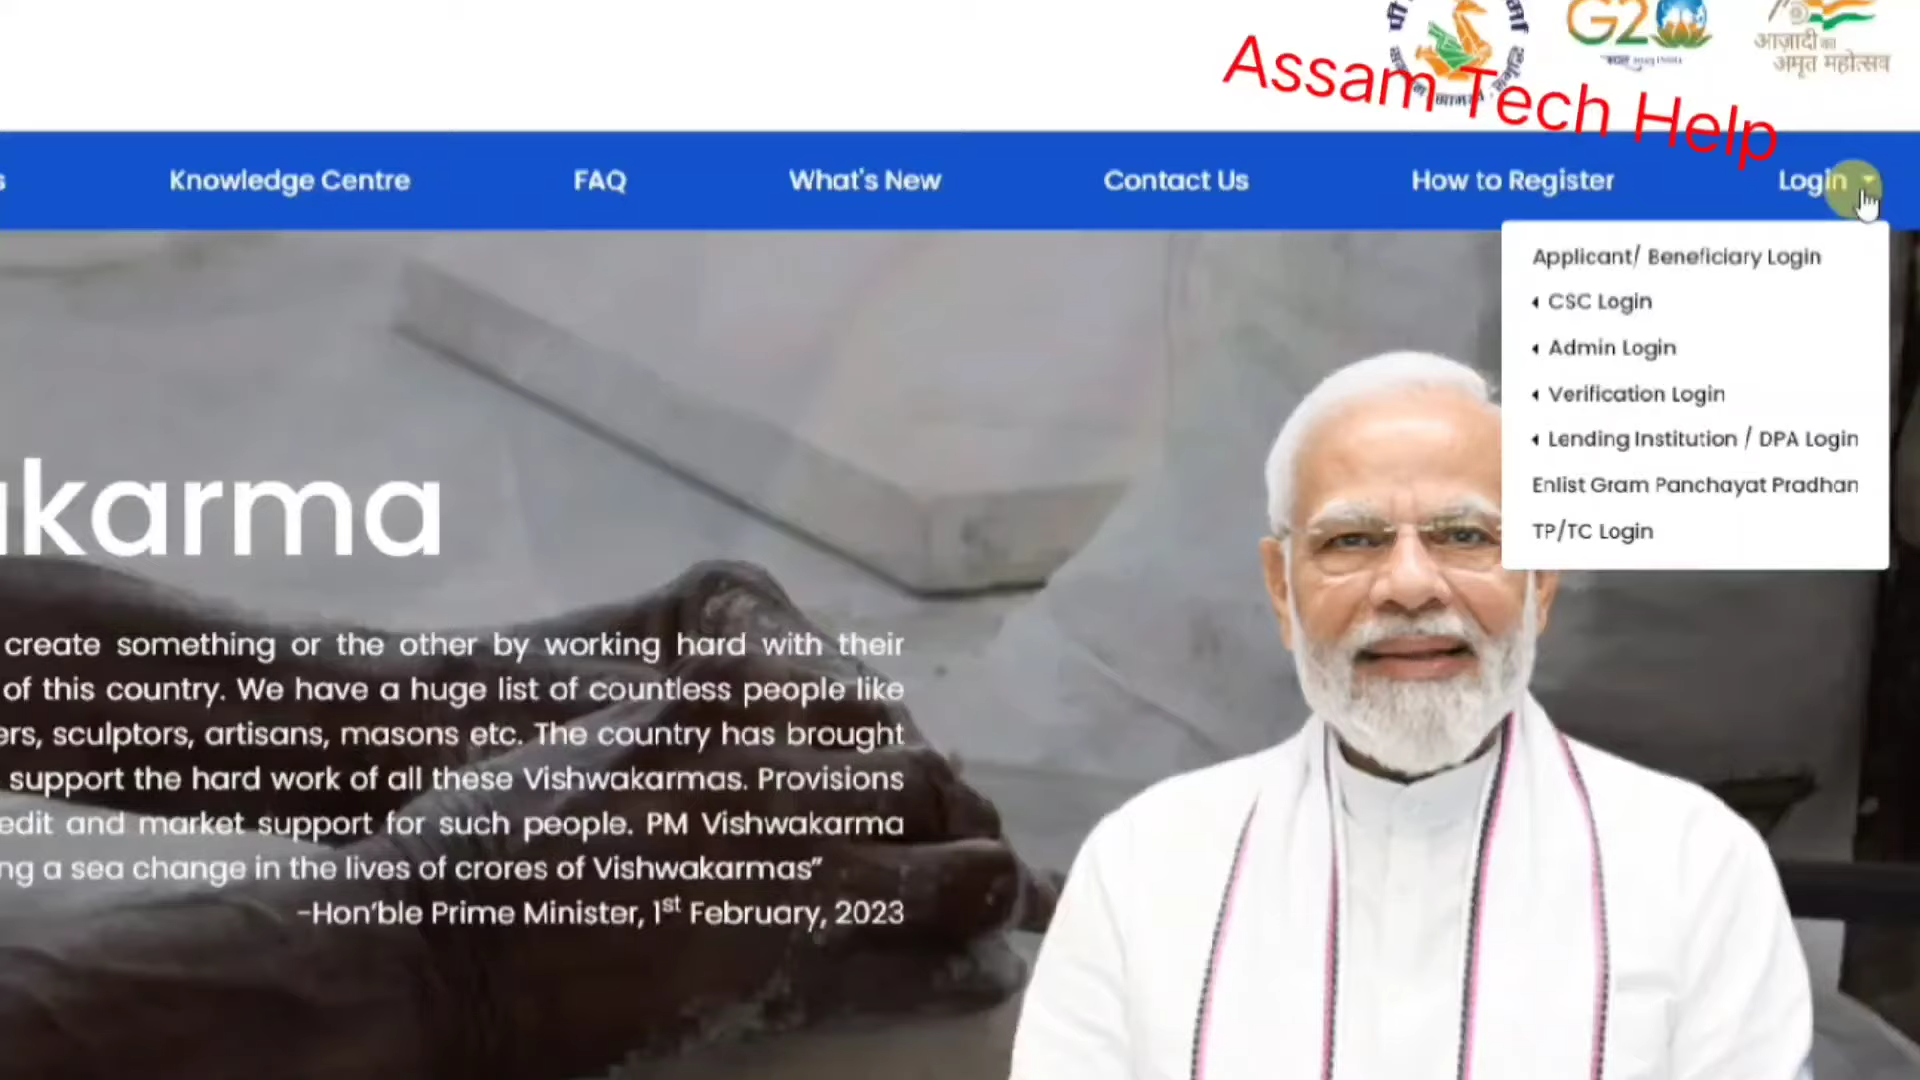 G20
आज़ादी का
अमृत महोत्सव
Assam Tech Help
Knowledge Centre
FAQ
What's New
Contact Us
How to Register
Login
Applicant/ Beneficiary Login
CSC Login
Admin Login
Verification Login
Lending Institution / DPA Login
Enlist Gram Panchayat Pradhan
TP/TC Login
akarma
create something or the other by working hard with their
of this country. We have a huge list of countless people like
ers, sculptors, artisans, masons etc. The country has brought
support the hard work of all these Vishwakarmas. Provisions
edit and market support for such people. PM Vishwakarma
ng a sea change in the lives of crores of Vishwakarmas”
-Hon’ble Prime Minister, 1st February, 2023